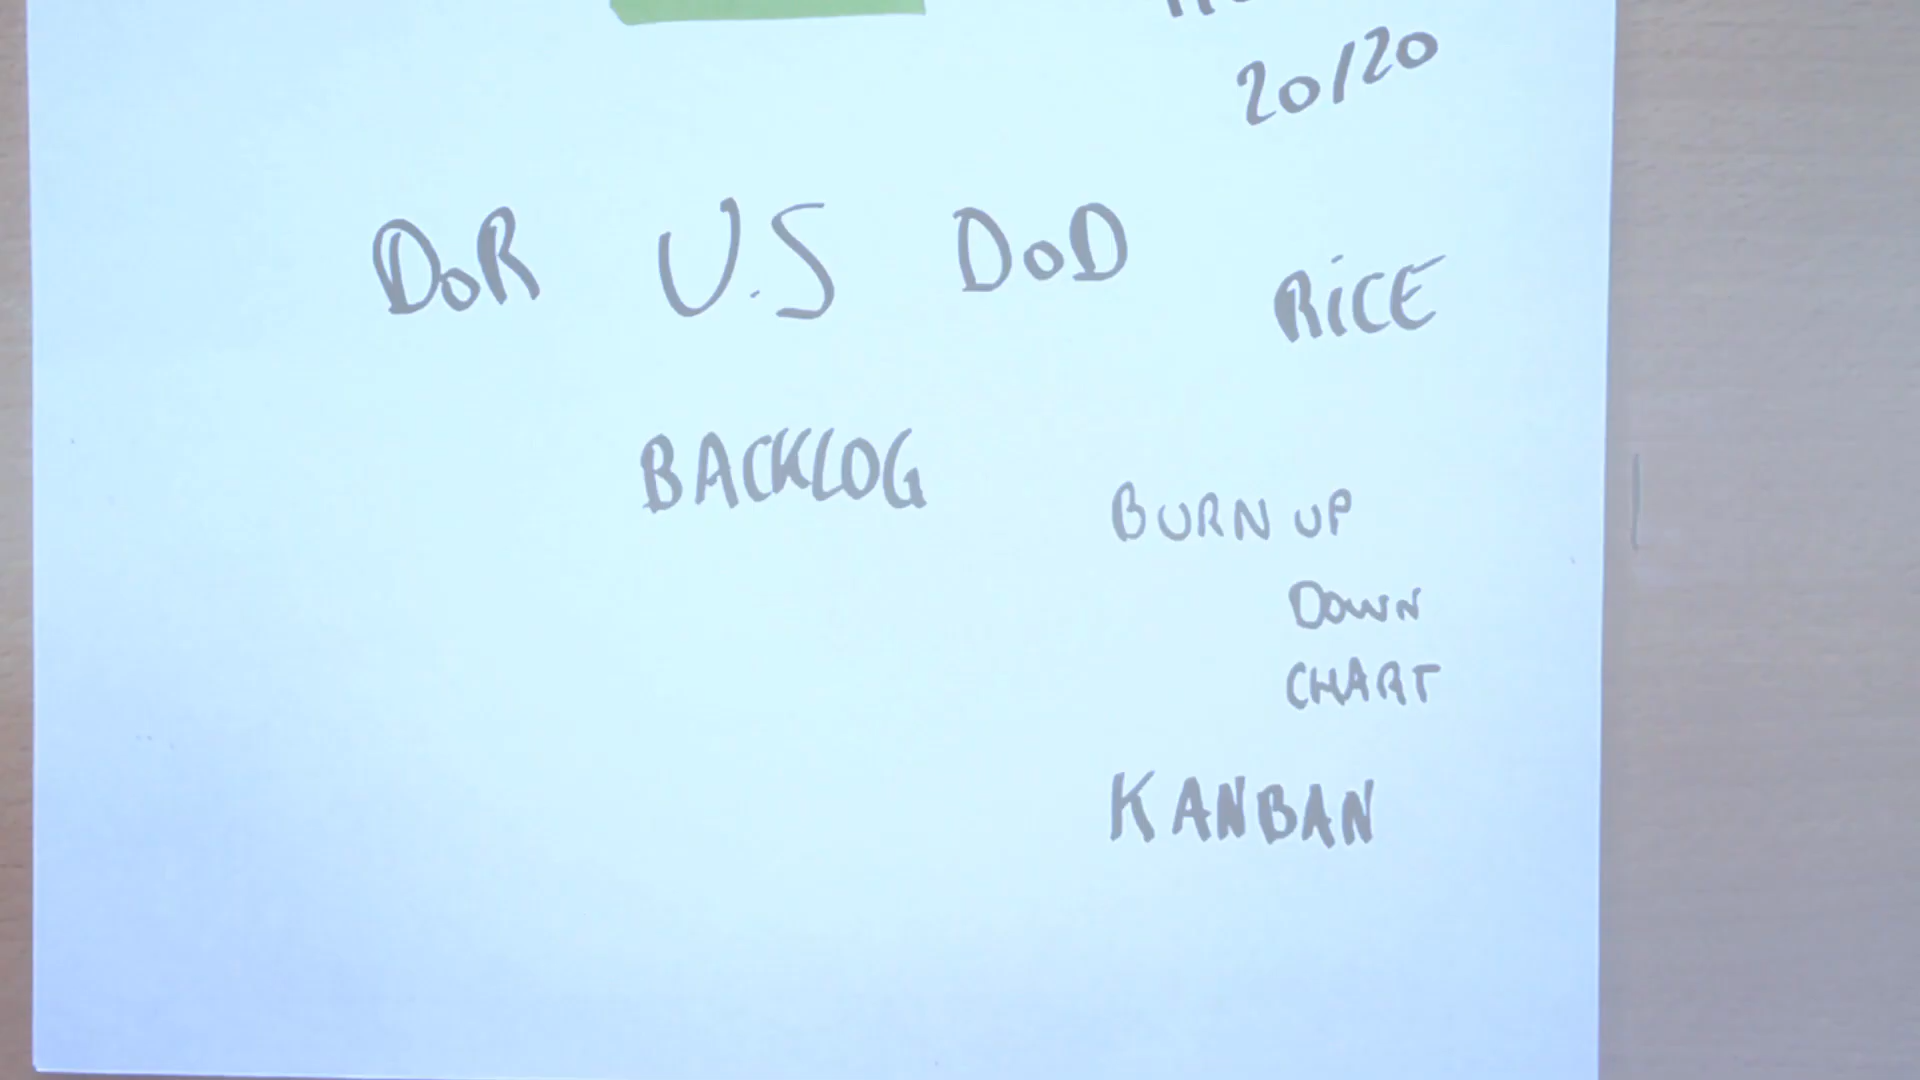 20/20
DoR U.S DoD
RiCE
BACKLOG
BURN UP
DOWN
CHART
KANBAN